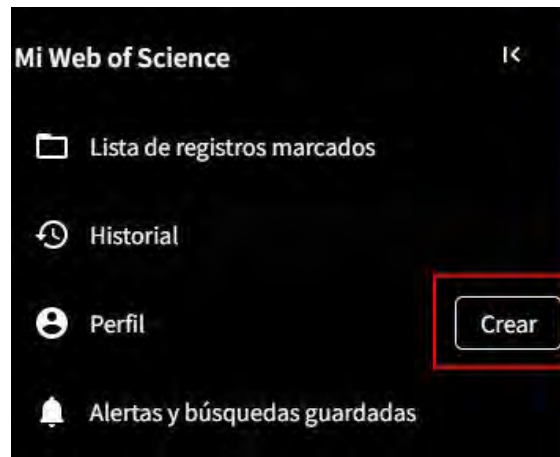 Mi Web of Science
Lista de registros marcados
Historial
Perfil
Crear
Alertas y búsquedas guardadas